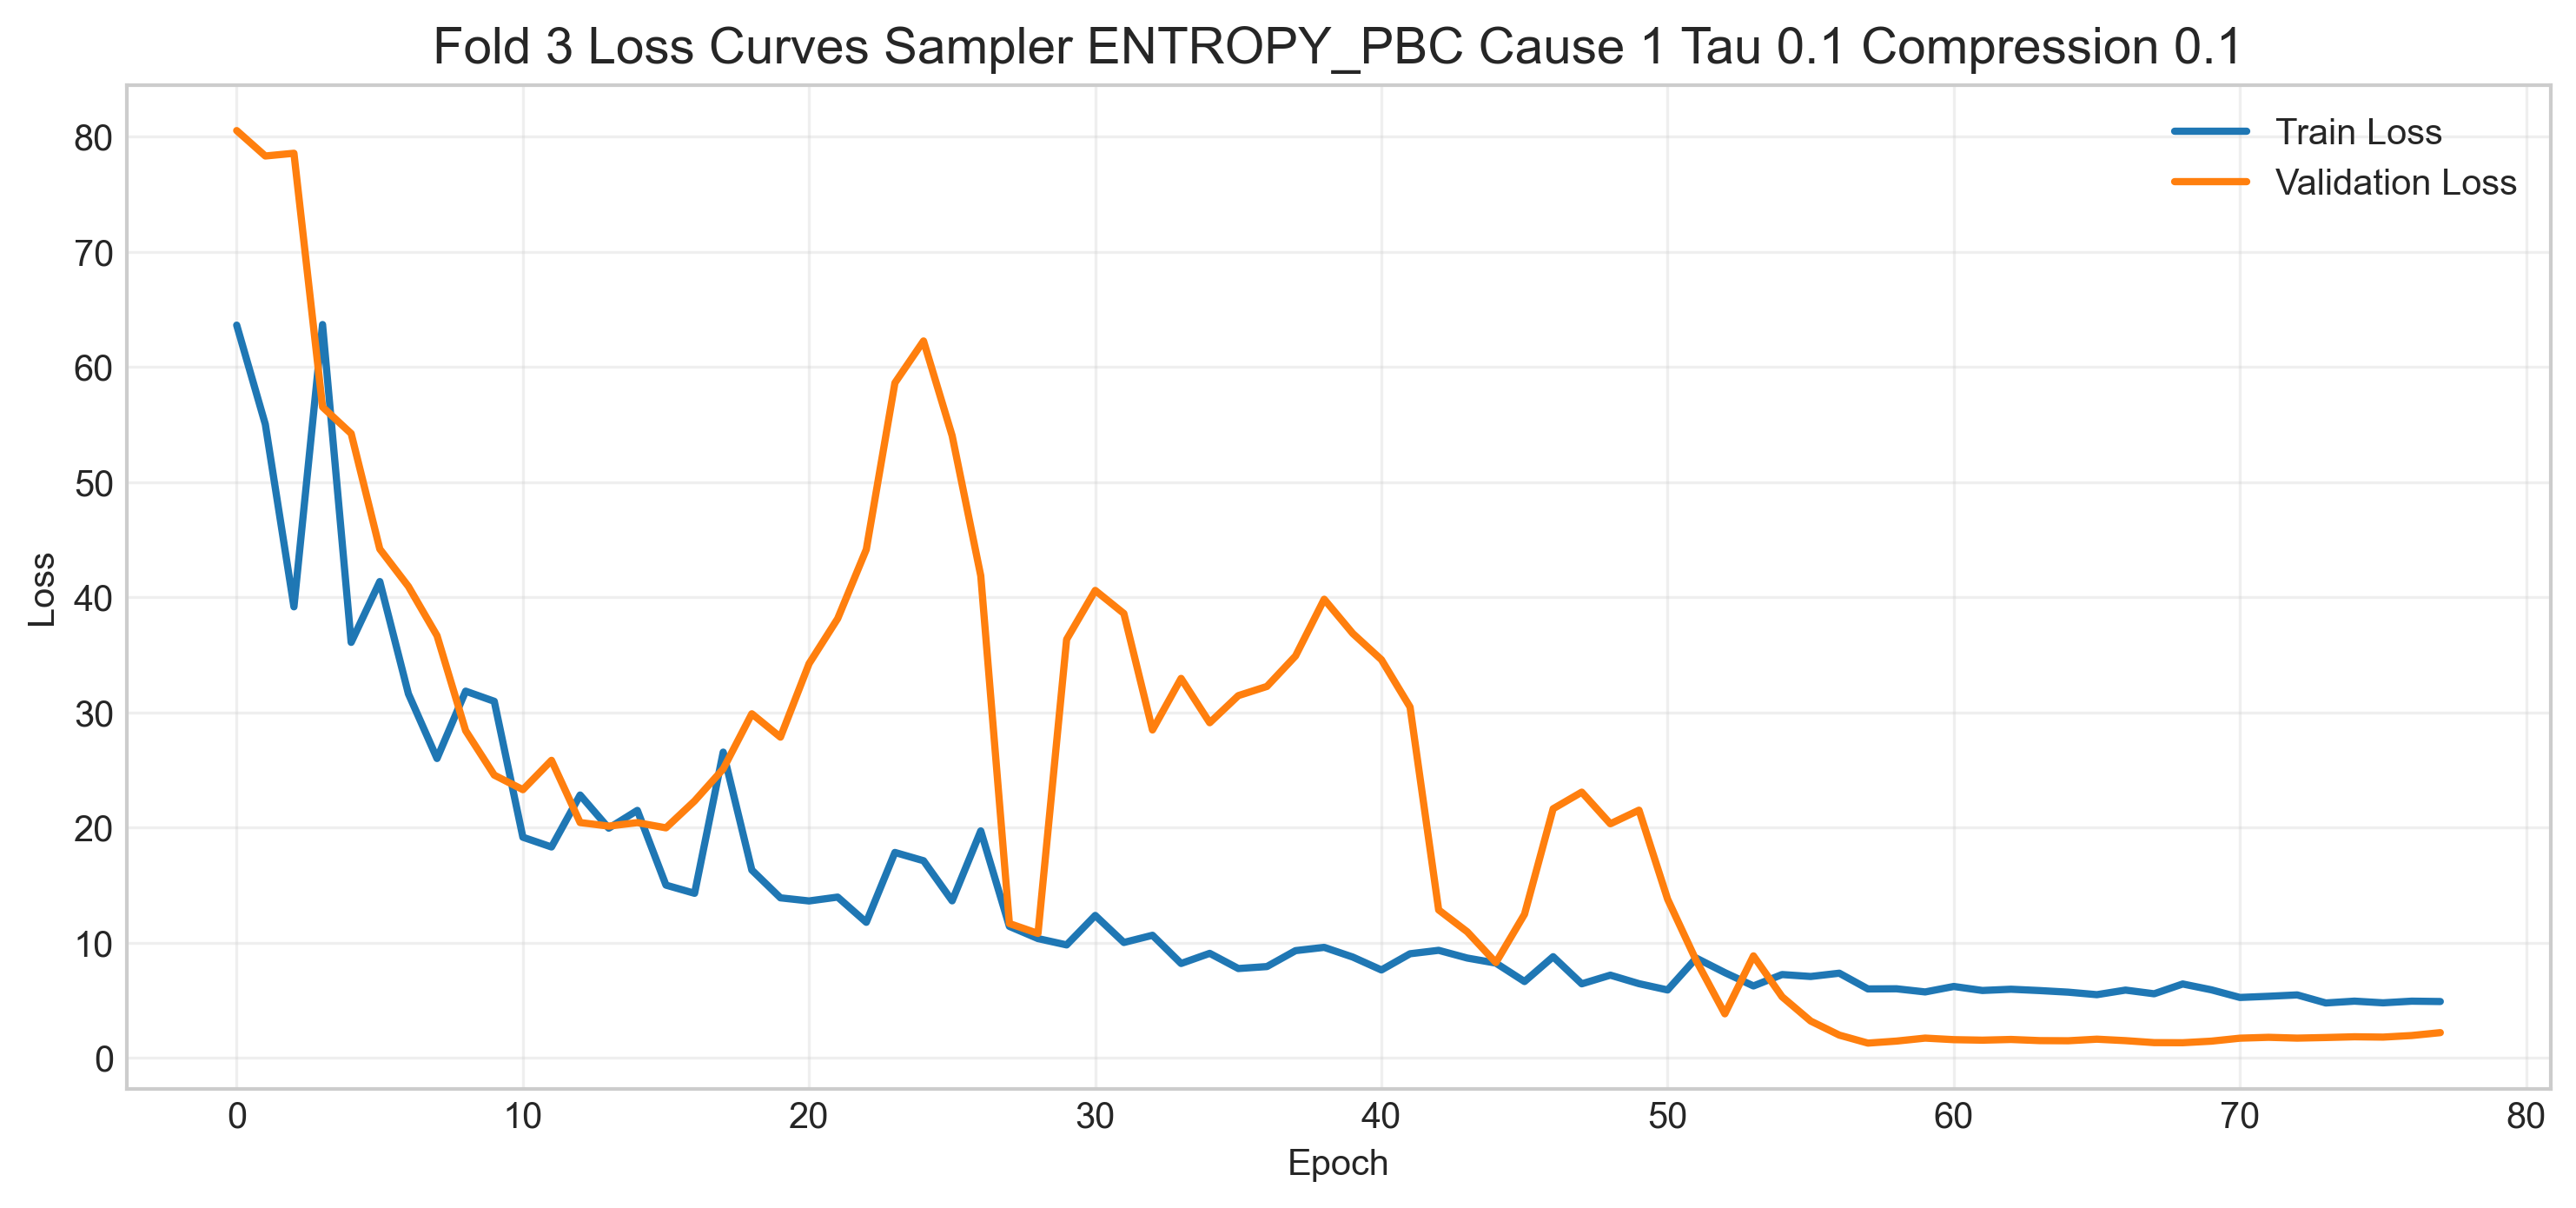 Fold 3 Loss Curves Sampler ENTROPY_PBC Cause 1 Tau 0.1 Compression 0.1
Train Loss
Validation Loss
80
70
60
50
40
30
20
10
0
Loss
0 10 20 30 40 50 60 70 80
Epoch